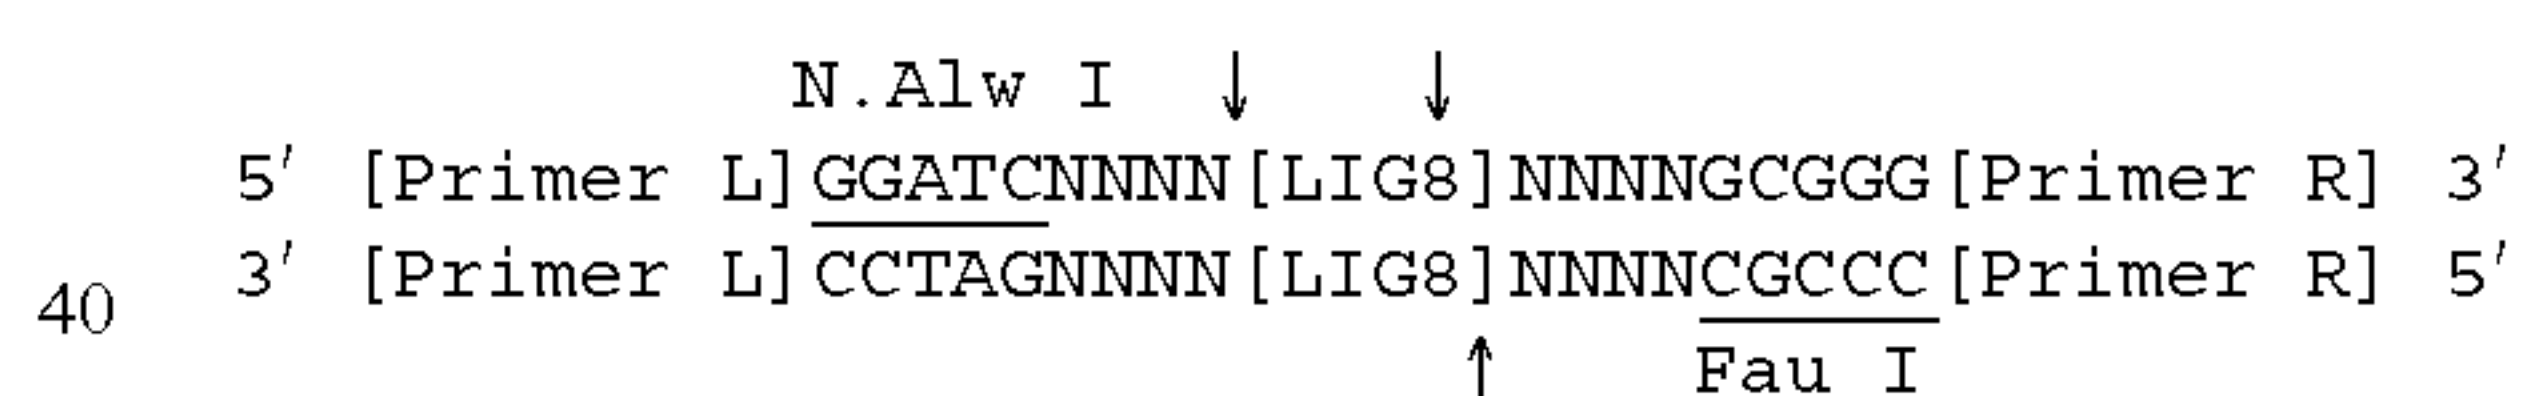 N.Alw I ↓ ↓
5′ [Primer L]GGATCNNNN[LIG8]NNNNGCGGG[Primer R] 3′
3′ [Primer L]CCTAGNNNN[LIG8]NNNNCGCCC[Primer R] 5′
40
↑ Fau I